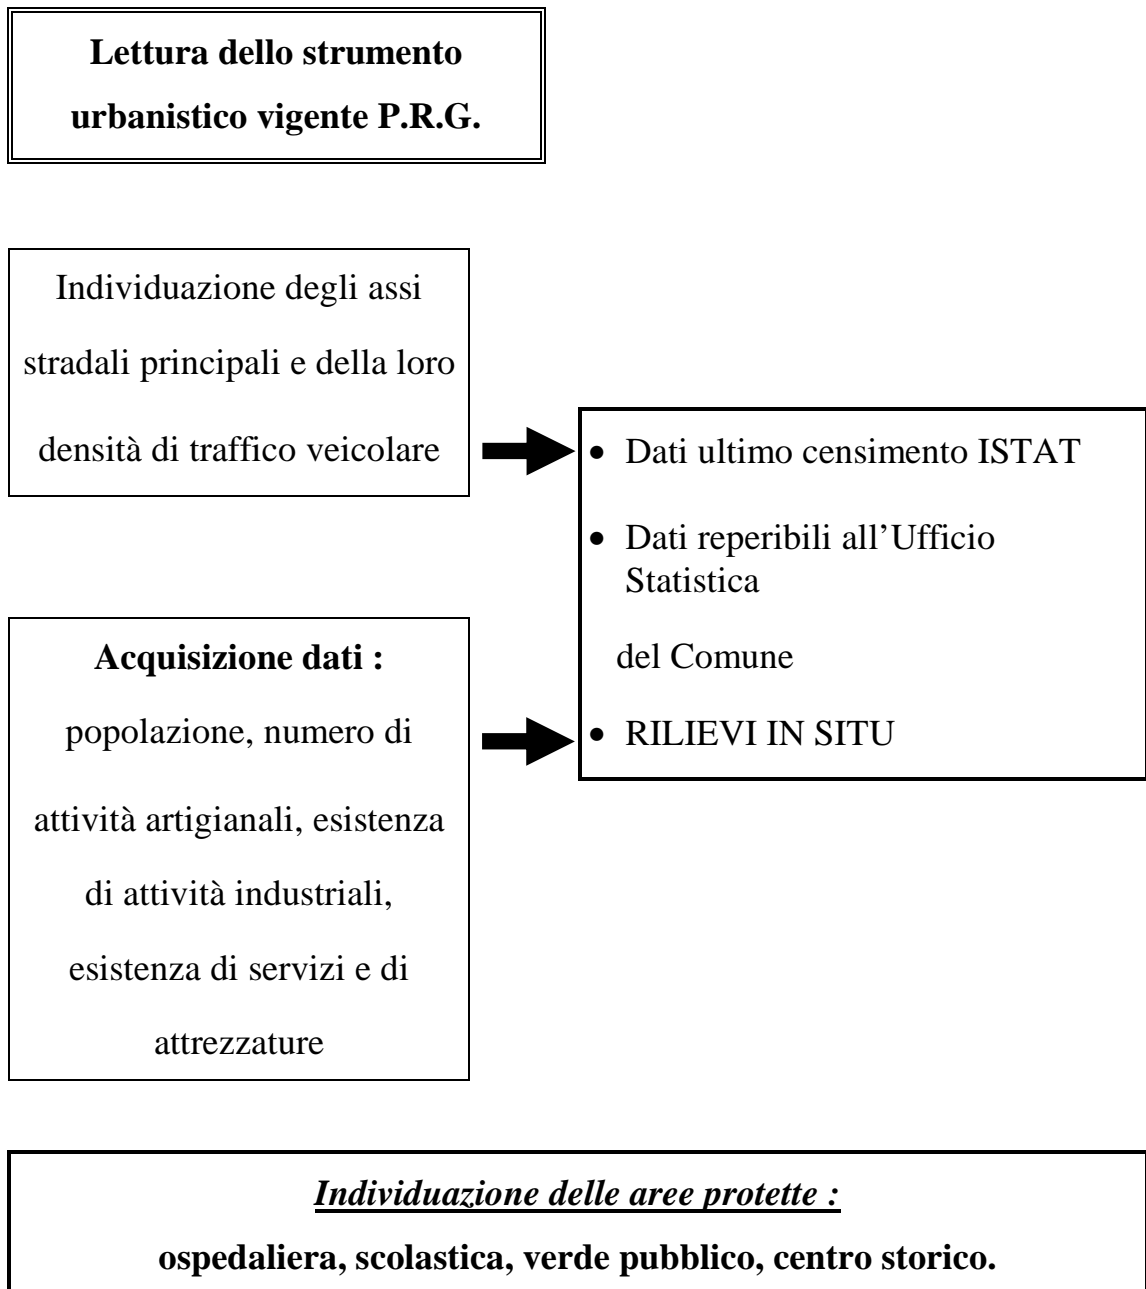 Lettura dello strumento
urbanistico vigente P.R.G.
Individuazione degli assi
stradali principali e della loro
densità di traffico veicolare
• Dati ultimo censimento ISTAT
• Dati reperibili all’Ufficio
Statistica
del Comune
• RILIEVI IN SITU
Acquisizione dati :
popolazione, numero di
attività artigianali, esistenza
di attività industriali,
esistenza di servizi e di
attrezzature
Individuazione delle aree protette :
ospedaliera, scolastica, verde pubblico, centro storico.